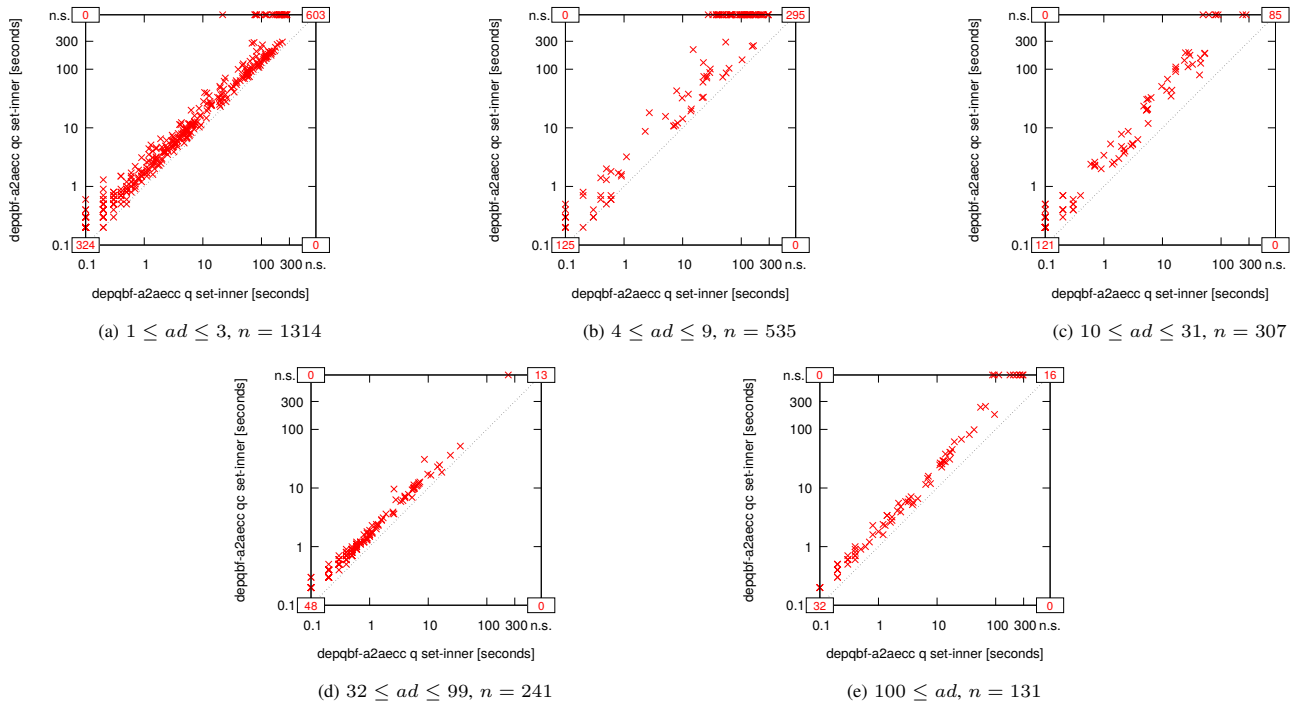 n.s. 0 603
300
100
10
1
0.1 324 0
0.1 1 10 100 300 n.s.
depqbf-a2aecc qc set-inner [seconds]
depqbf-a2aecc q set-inner [seconds]
(a) 1 ≤ ad ≤ 3, n = 1314
n.s. 0 295
300
100
10
1
0.1 125 0
0.1 1 10 100 300 n.s.
depqbf-a2aecc qc set-inner [seconds]
depqbf-a2aecc q set-inner [seconds]
(b) 4 ≤ ad ≤ 9, n = 535
n.s. 0 85
300
100
10
1
0.1 121 0
0.1 1 10 100 300 n.s.
depqbf-a2aecc qc set-inner [seconds]
depqbf-a2aecc q set-inner [seconds]
(c) 10 ≤ ad ≤ 31, n = 307
n.s. 0 13
300
100
10
1
0.1 48 0
0.1 1 10 100 300 n.s.
depqbf-a2aecc qc set-inner [seconds]
depqbf-a2aecc q set-inner [seconds]
(d) 32 ≤ ad ≤ 99, n = 241
n.s. 0 16
300
100
10
1
0.1 32 0
0.1 1 10 100 300 n.s.
depqbf-a2aecc qc set-inner [seconds]
depqbf-a2aecc q set-inner [seconds]
(e) 100 ≤ ad, n = 131